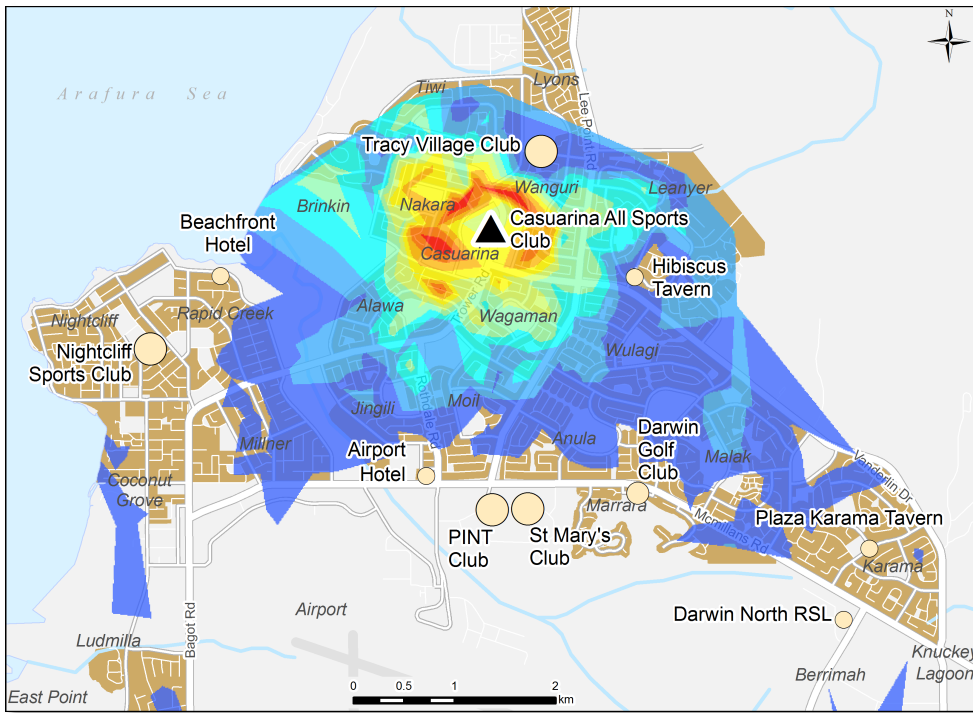 N
Arafura Sea
Tiwi
Lyons
Lee Point Rd
Tracy Village Club
Wanguri
Leanyer
Brinkin
Nakara
Beachfront
Hotel
Casuarina All Sports
Club
Casuarina
Hibiscus
Tavern
Trower Rd
Alawa
Nightcliff
Rapid Creek
Wagaman
Nightcliff
Sports Club
Wulagi
Rothdale Rd
Jingili
Moil
Millner
Anula
Darwin
Golf
Club
Malak
Airport
Hotel
Vanderlin Dr
Coconut
Grove
Marrara
Mcmillans Rd
Plaza Karama Tavern
PINT
Club
St Mary's
Club
Karama
Bagot Rd
Airport
Darwin North RSL
Ludmilla
Knuckey
Lagoon
Berrimah
East Point
0 0.5 1 2
km